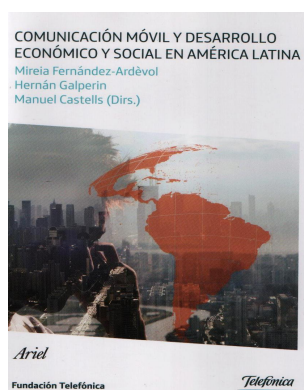 COMUNICACIÓN MÓVIL Y DESARROLLO
ECONÓMICO Y SOCIAL EN AMÉRICA LATINA
Mireia Fernández-Ardèvol
Hernán Galperin
Manuel Castells (Dirs.)
Ariel
Fundación Telefónica
Telefónica